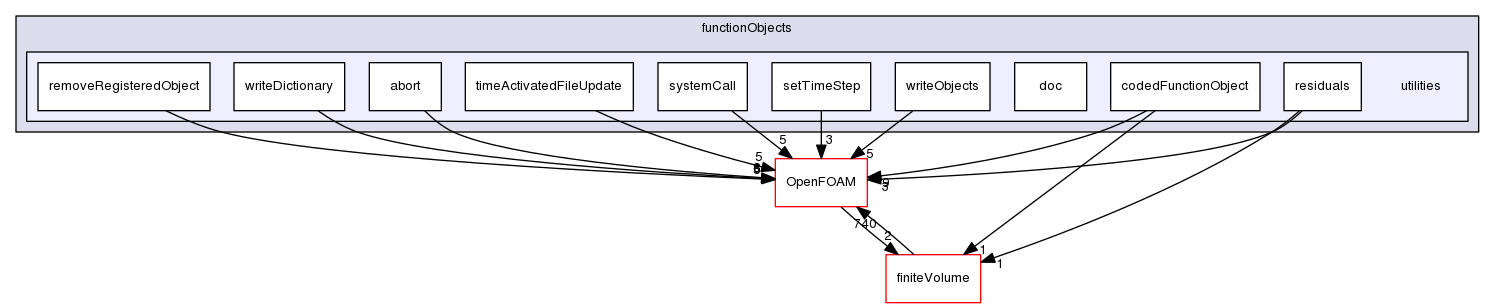 functionObjects
removeRegisteredObject
writeDictionary
abort
timeActivatedFileUpdate
systemCall
setTimeStep
writeObjects
doc
codedFunctionObject
residuals
utilities
5
3
5
5
3
OpenFOAM
740
2
1
1
finiteVolume